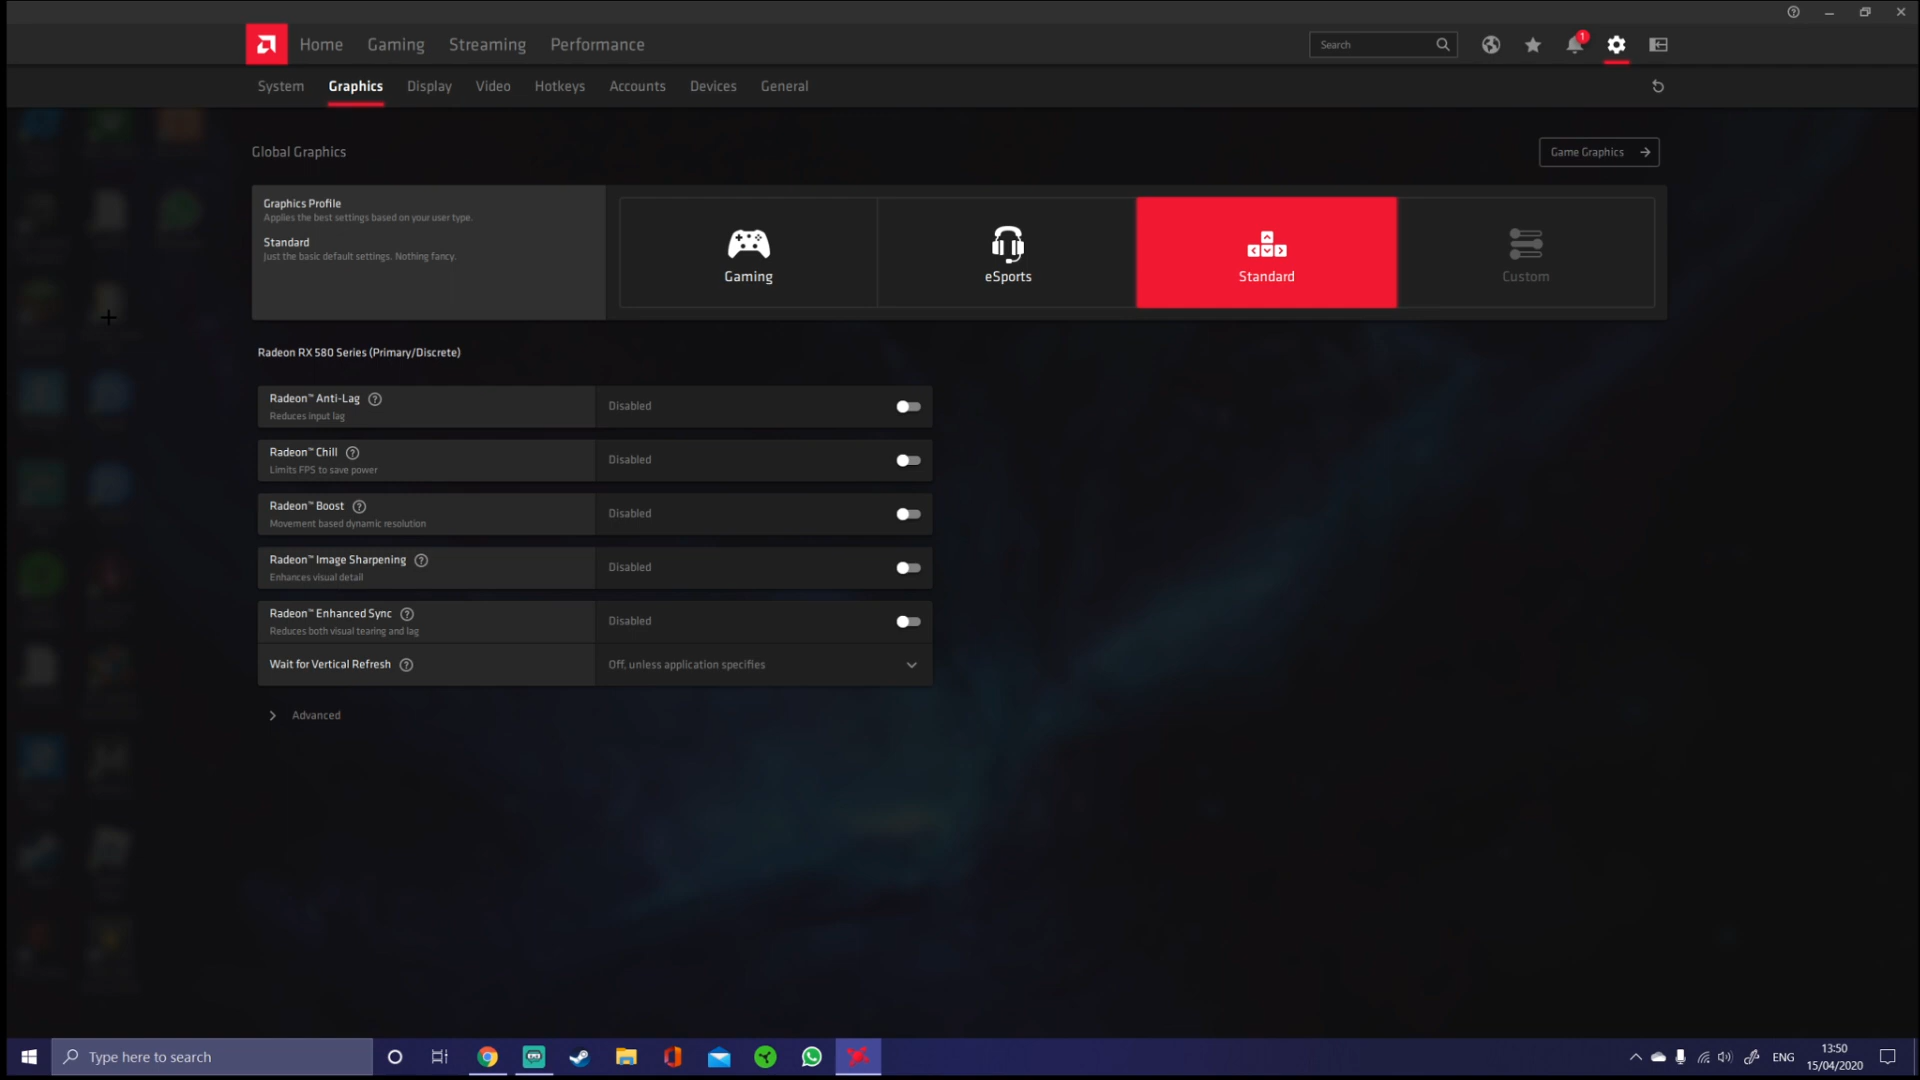 Home Gaming Streaming Performance
Search
1
System Graphics Display Video Hotkeys Accounts Devices General
Global Graphics
Game Graphics
Graphics Profile
Applies the best settings based on your user type.
Standard
Just the basic default settings. Nothing fancy.
Gaming
eSports
Standard
Custom
Radeon RX 580 Series (Primary/Discrete)
Radeon™ Anti-Lag ?
Reduces input lag
Disabled
Radeon™ Chill ?
Limits FPS to save power
Disabled
Radeon™ Boost ?
Movement based dynamic resolution
Disabled
Radeon™ Image Sharpening ?
Enhances visual detail
Disabled
Radeon™ Enhanced Sync ?
Reduces both visual tearing and lag
Disabled
Wait for Vertical Refresh ?
Off, unless application specifies
Advanced
Type here to search
ENG
13:50
15/04/2020